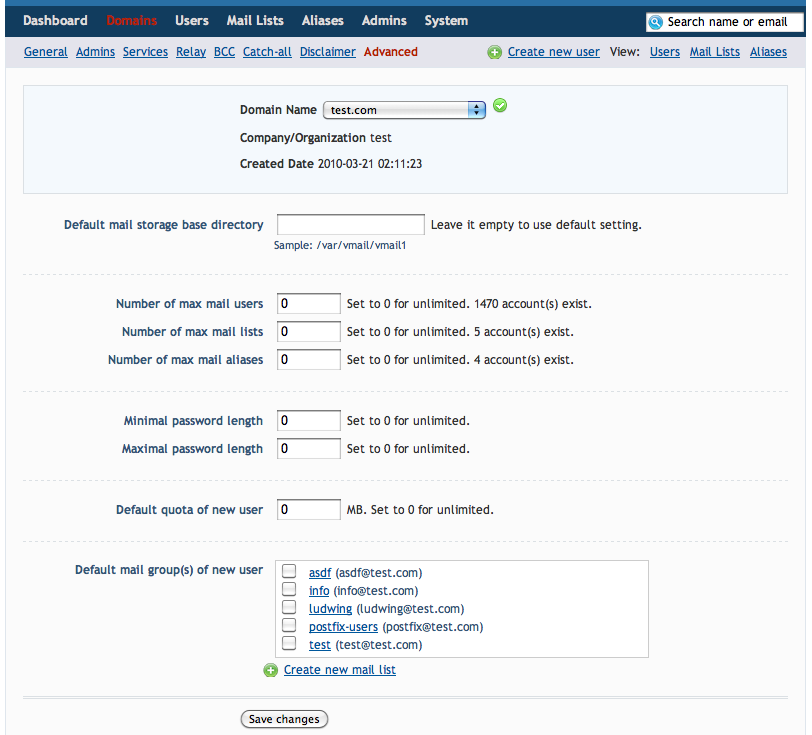 Dashboard Domains Users Mail Lists Aliases Admins System Search name or email
General Admins Services Relay BCC Catch-all Disclaimer Advanced Create new user View: Users Mail Lists Aliases
Domain Name test.com
Company/Organization test
Created Date 2010-03-21 02:11:23
Default mail storage base directory Leave it empty to use default setting.
Sample: /var/vmail/vmail1
Number of max mail users 0 Set to 0 for unlimited. 1470 account(s) exist.
Number of max mail lists 0 Set to 0 for unlimited. 5 account(s) exist.
Number of max mail aliases 0 Set to 0 for unlimited. 4 account(s) exist.
Minimal password length 0 Set to 0 for unlimited.
Maximal password length 0 Set to 0 for unlimited.
Default quota of new user 0 MB. Set to 0 for unlimited.
Default mail group(s) of new user asdf (asdf@test.com)
info (info@test.com)
ludwing (ludwing@test.com)
postfix-users (postfix@test.com)
test (test@test.com)
Create new mail list
Save changes